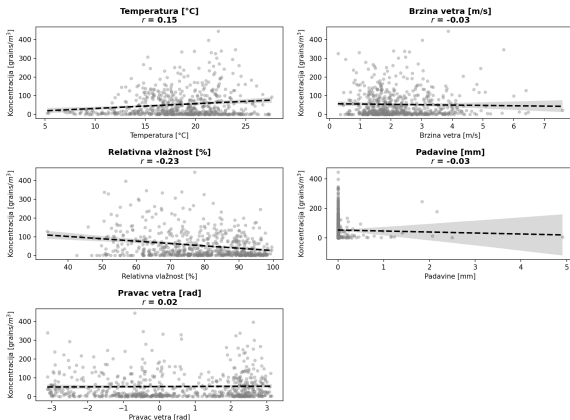 Temperatura [°C]
r = 0.15
Koncentracija [grains/m³]
400
300
200
100
0
5 10 15 20 25
Temperatura [°C]
Brzina vetra [m/s]
r = -0.03
Koncentracija [grains/m³]
400
300
200
100
0
0 1 2 3 4 5 6 7
Brzina vetra [m/s]
Relativna vlažnost [%]
r = -0.23
Koncentracija [grains/m³]
400
300
200
100
0
40 50 60 70 80 90 100
Relativna vlažnost [%]
Padavine [mm]
r = -0.03
Koncentracija [grains/m³]
400
200
0
0 1 2 3 4 5
Padavine [mm]
Pravac vetra [rad]
r = 0.02
Koncentracija [grains/m³]
400
300
200
100
0
−3 −2 −1 0 1 2 3
Pravac vetra [rad]